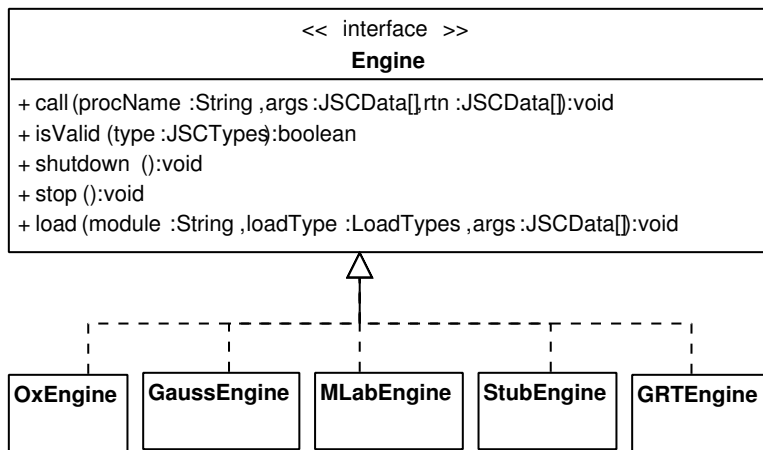 << interface >>
Engine
+ call (procName :String ,args :JSCData[],rtn :JSCData[]):void
+ isValid (type :JSCTypes):boolean
+ shutdown ():void
+ stop ():void
+ load (module :String ,loadType :LoadTypes ,args :JSCData[]):void
OxEngine GaussEngine MLabEngine StubEngine GRTEngine